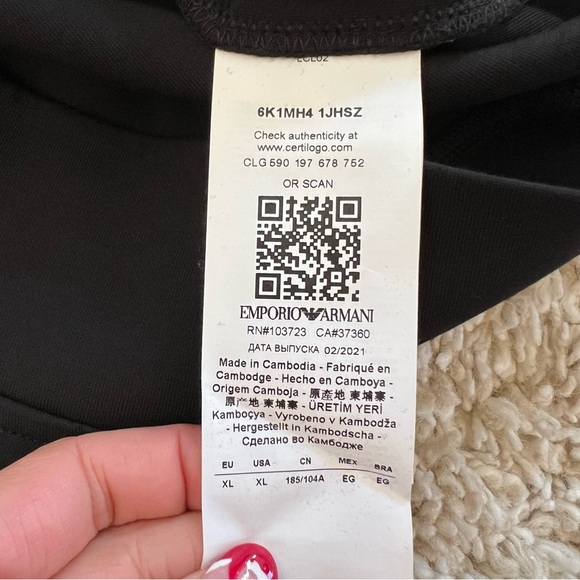 LCL02
6K1MH4 1JHSZ
Check authenticity at
www.certilogo.com
CLG 590 197 678 752
OR SCAN
EMPORIO ARMANI
RN#103723 CA#37360
ДАТА ВЫПУСКА 02/2021
Made in Cambodia - Fabriqué en
Cambodge - Hecho en Camboya -
Origem Camboja - 原產地 柬埔寨 -
原产地 柬埔寨 - ÜRETİM YERİ
Kamboçya - Vyrobeno v Kambodža
- Hergestellt in Kambodscha -
Сделано во Камбодже
EU USA CN MEX BRA
XL XL 185/104A EG EG